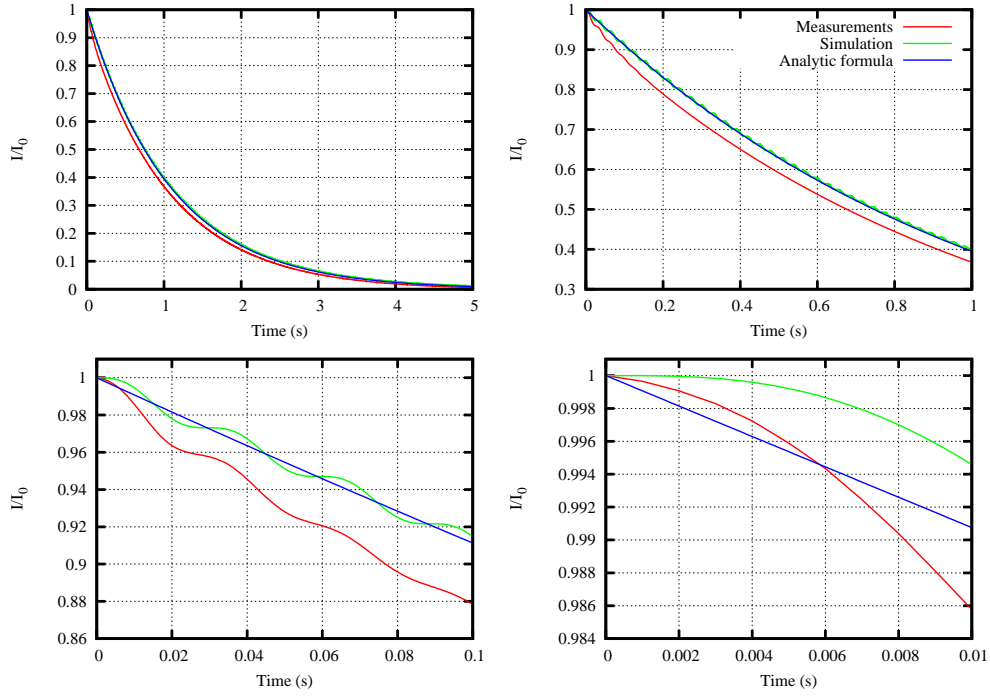 1
0.9
0.8
0.7
0.6
0.5
0.4
0.3
0.2
0.1
0
0 1 2 3 4 5
I/I0
Time (s)
1
0.9
0.8
0.7
0.6
0.5
0.4
0.3
0 0.2 0.4 0.6 0.8 1
I/I0
Time (s)
Measurements
Simulation
Analytic formula
1
0.98
0.96
0.94
0.92
0.9
0.88
0.86
0 0.02 0.04 0.06 0.08 0.1
I/I0
Time (s)
1
0.998
0.996
0.994
0.992
0.99
0.988
0.986
0.984
0 0.002 0.004 0.006 0.008 0.01
I/I0
Time (s)